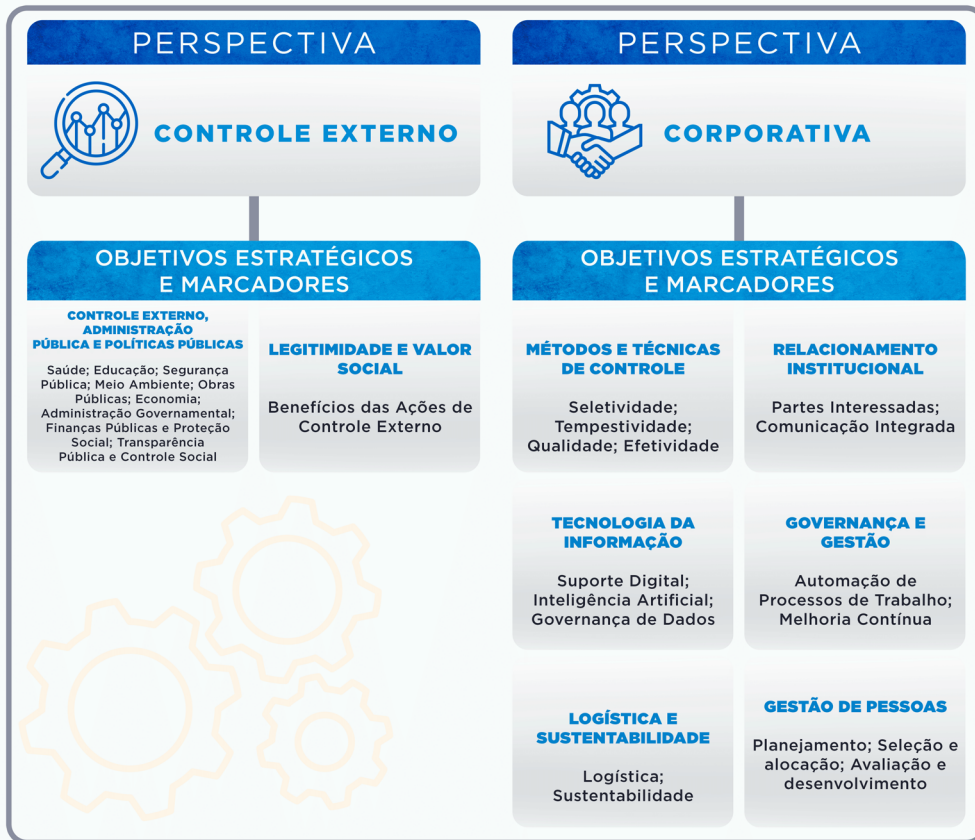 PERSPECTIVA
CONTROLE EXTERNO
OBJETIVOS ESTRATÉGICOS
E MARCADORES
CONTROLE EXTERNO,
ADMINISTRAÇÃO
PÚBLICA E POLÍTICAS PÚBLICAS
Saúde; Educação; Segurança
Pública; Meio Ambiente; Obras
Públicas; Economia;
Administração Governamental;
Finanças Públicas e Proteção
Social; Transparência
Pública e Controle Social
LEGITIMIDADE E VALOR
SOCIAL
Benefícios das Ações de
Controle Externo
PERSPECTIVA
CORPORATIVA
OBJETIVOS ESTRATÉGICOS
E MARCADORES
MÉTODOS E TÉCNICAS
DE CONTROLE
Seletividade;
Tempestividade;
Qualidade; Efetividade
RELACIONAMENTO
INSTITUCIONAL
Partes Interessadas;
Comunicação Integrada
TECNOLOGIA DA
INFORMAÇÃO
Suporte Digital;
Inteligência Artificial;
Governança de Dados
GOVERNANÇA E
GESTÃO
Automação de
Processos de Trabalho;
Melhoria Contínua
LOGÍSTICA E
SUSTENTABILIDADE
Logística;
Sustentabilidade
GESTÃO DE PESSOAS
Planejamento; Seleção e
alocação; Avaliação e
desenvolvimento